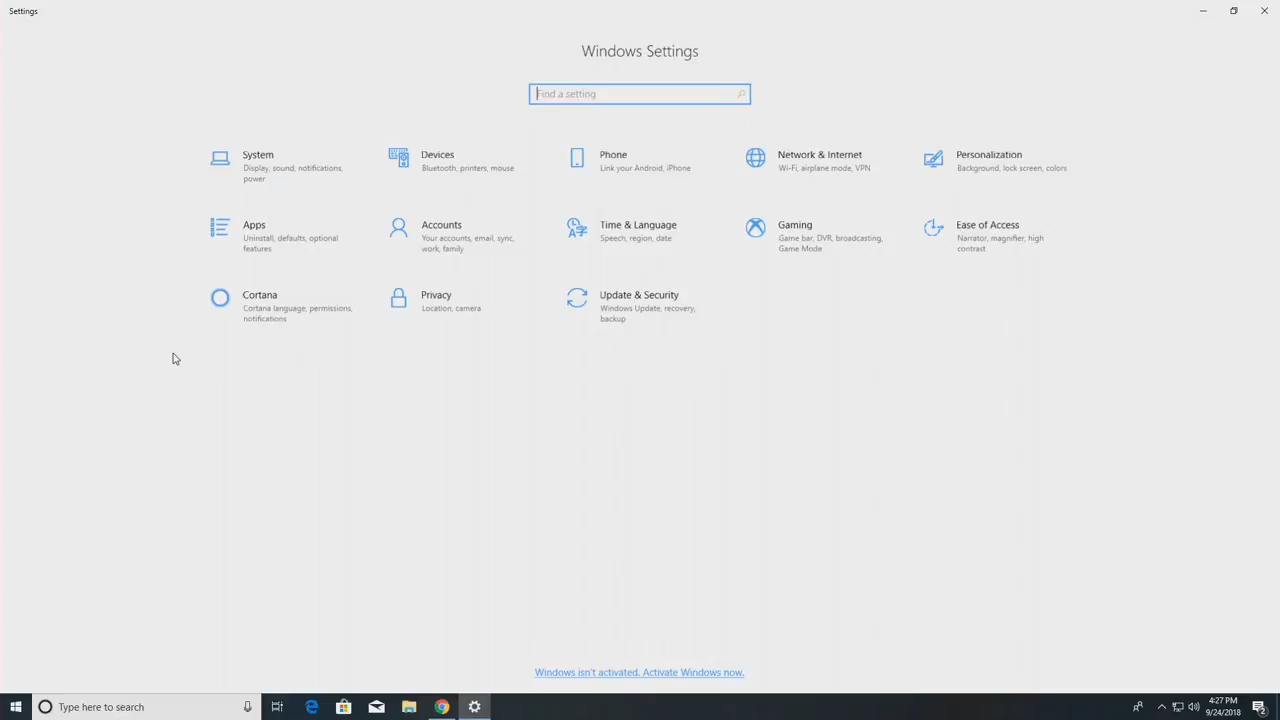 Settings
Windows Settings
Find a setting
System
Display, sound, notifications,
power
Devices
Bluetooth, printers, mouse
Phone
Link your Android, iPhone
Network & Internet
Wi-Fi, airplane mode, VPN
Personalization
Background, lock screen, colors
Apps
Uninstall, defaults, optional
features
Accounts
Your accounts, email, sync,
work, family
Time & Language
Speech, region, date
Gaming
Game bar, DVR, broadcasting,
Game Mode
Ease of Access
Narrator, magnifier, high
contrast
Cortana
Cortana language, permissions,
notifications
Privacy
Location, camera
Update & Security
Windows Update, recovery,
backup
Windows isn't activated. Activate Windows now.
Type here to search
4:27 PM
9/24/2018
2